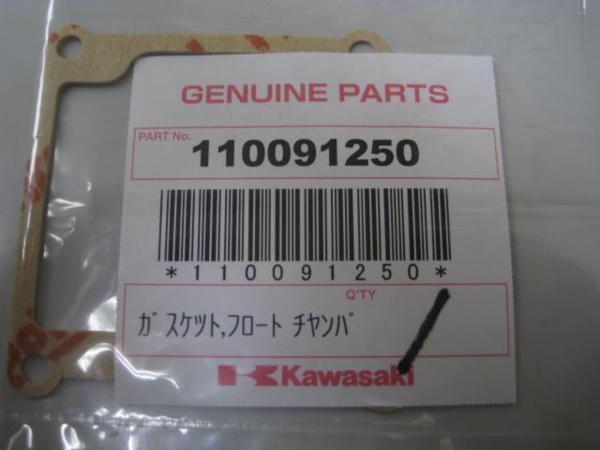 GENUINE PARTS
PART No. 110091250
*110091250*
Q'TY
ｶﾞｽｹﾂﾄ,ﾌﾛｰﾄ ﾁﾔﾝﾊﾞ
Kawasaki